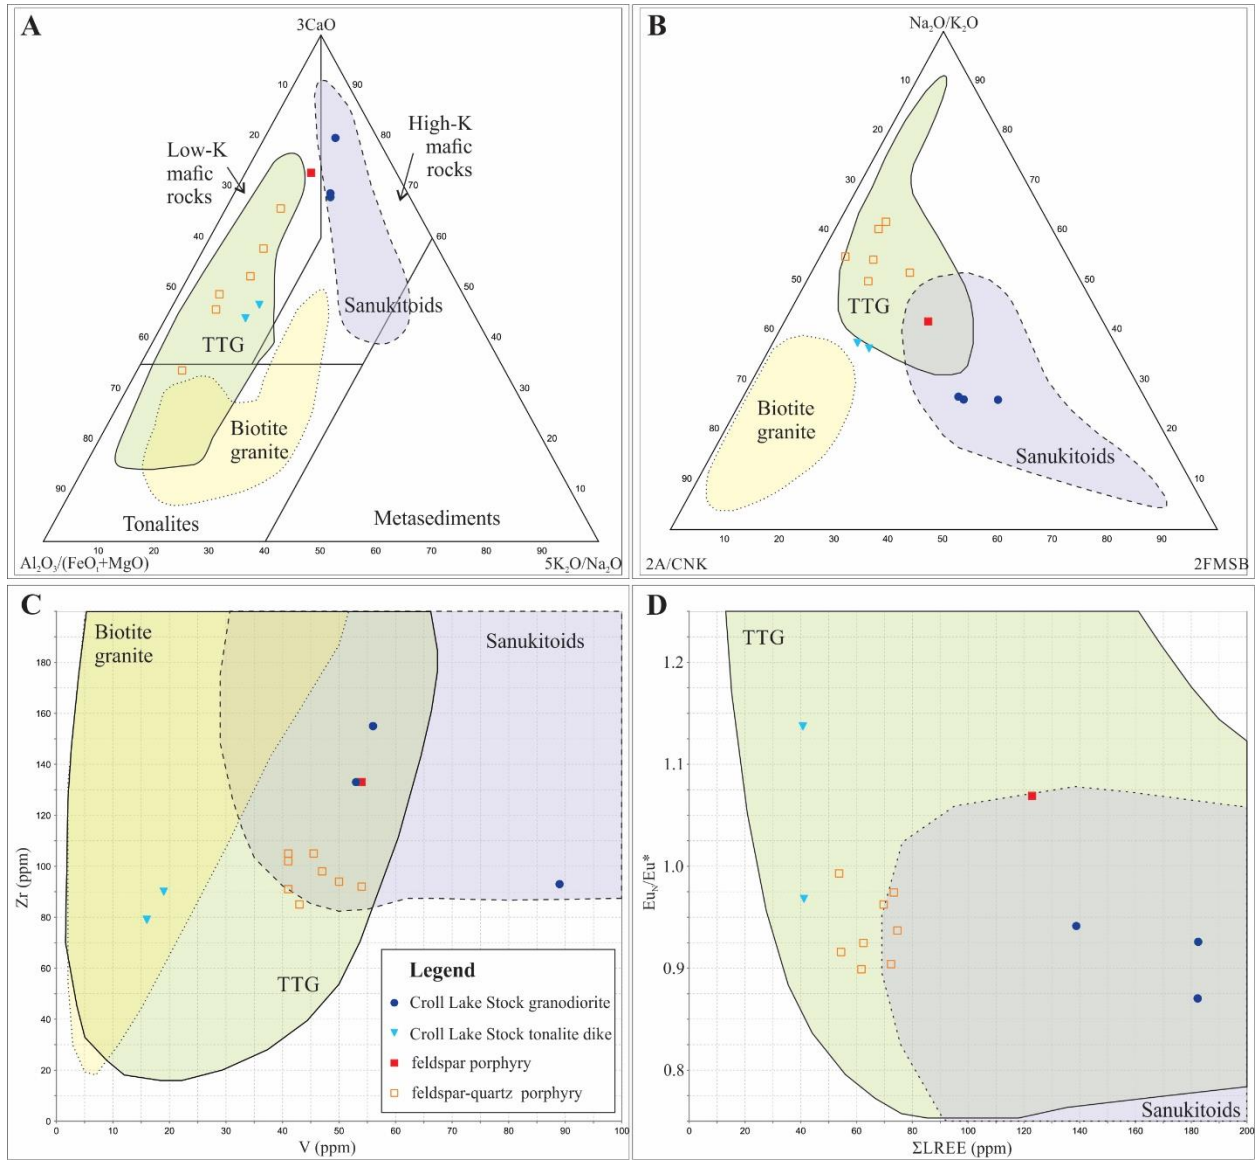 A
3CaO
10
90
20
80
Low-K
mafic
rocks
High-K
mafic
rocks
30
70
40
60
50
50
Sanukitoids
60
40
TTG
70
30
Biotite
granite
80
20
90
10
Tonalites
Metasediments
10
20
30
40
50
60
70
80
90
Al₂O₃/(FeOₜ+MgO)
5K₂O/Na₂O
B
Na₂O/K₂O
10
90
20
80
30
70
40
60
50
50
TTG
60
40
70
30
Biotite
granite
Sanukitoids
80
20
90
10
10
20
30
40
50
60
70
80
90
2A/CNK
2FMSB
C
Biotite
granite
Sanukitoids
180
160
140
120
100
80
60
40
20
0
Zr (ppm)
TTG
Legend
Croll Lake Stock granodiorite
Croll Lake Stock tonalite dike
feldspar porphyry
feldspar-quartz porphyry
0
10
20
30
40
50
60
70
80
90
100
V (ppm)
D
TTG
1.2
1.0
1.0
0.9
0.8
Eu_N/Eu*
Sanukitoids
0
20
40
60
80
100
120
140
160
180
200
ΣLREE (ppm)